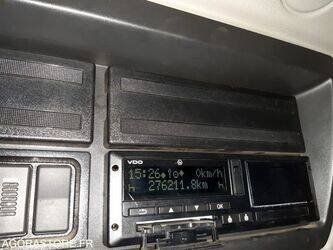 VDO
15:26 0km/h
276211.8km
OK
AGORASTORE.FR